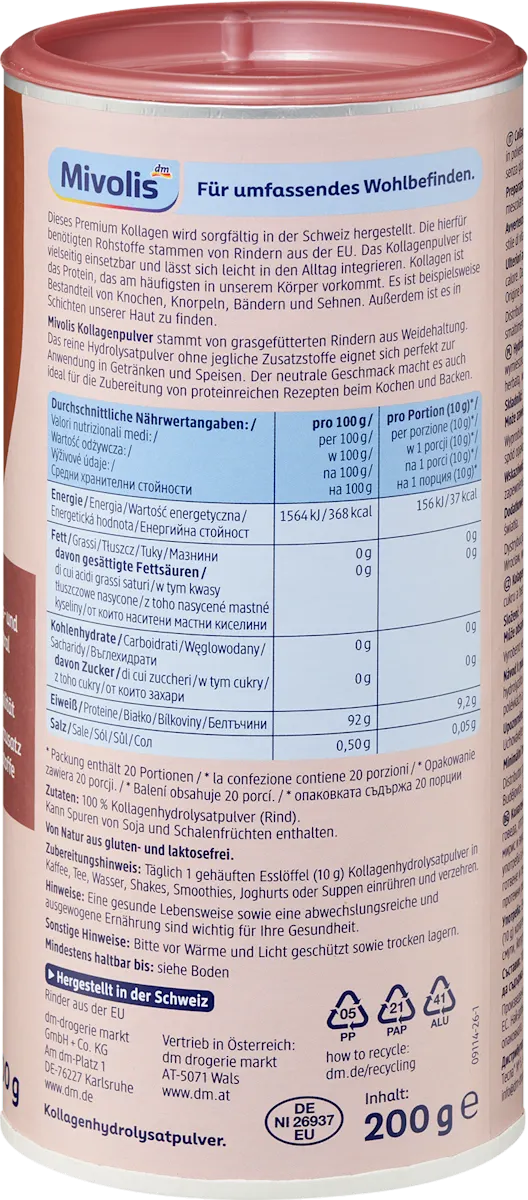 Mivolis
dm
Für umfassendes Wohlbefinden.
Dieses Premium Kollagen wird sorgfältig in der Schweiz hergestellt. Die hierfür
benötigten Rohstoffe stammen von Rindern aus der EU. Das Kollagenpulver ist
vielseitig einsetzbar und lässt sich leicht in den Alltag integrieren. Kollagen ist
das Protein, das am häufigsten in unserem Körper vorkommt. Es ist beispielsweise
Bestandteil von Knochen, Knorpeln, Bändern und Sehnen. Außerdem ist es in
Schichten unserer Haut zu finden.
Mivolis Kollagenpulver stammt von grasgefütterten Rindern aus Weidehaltung.
Das reine Hydrolysatpulver ohne jegliche Zusatzstoffe eignet sich perfekt zur
Anwendung in Getränken und Speisen. Der neutrale Geschmack macht es auch
ideal für die Zubereitung von proteinreichen Rezepten beim Kochen und Backen.
Durchschnittliche Nährwertangaben:/
Valori nutrizionali medi:/
Wartość odżywcza:/
Výživové údaje:/
Средни хранителни стойности
pro 100 g/
per 100 g/
w 100 g/
na 100 g/
на 100 g
pro Portion (10 g)*/
per porzione (10 g)*/
w 1 porcji (10 g)*/
na 1 porci (10 g)*/
на 1 порция (10 g)*
Energie/Energia/Wartość energetyczna/
Energetická hodnota/Енергийна стойност
1564 kJ/368 kcal
156 kJ/37 kcal
Fett/Grassi/Tłuszcz/Tuky/Мазнини
0 g
0 g
davon gesättigte Fettsäuren/
di cui acidi grassi saturi/w tym kwasy
tłuszczowe nasycone/z toho nasycené mastné
kyseliny/от които наситени мастни киселини
0 g
0 g
Kohlenhydrate/Carboidrati/Węglowodany/
Sacharidy/Въглехидрати
0 g
0 g
davon Zucker/di cui zuccheri/w tym cukry/
z toho cukry/от които захари
0 g
0 g
Eiweiß/Proteine/Białko/Bílkoviny/Белтъчини
92 g
9,2 g
Salz/Sale/Sól/Sůl/Сол
0,50 g
0,05 g
*Packung enthält 20 Portionen / * la confezione contiene 20 porzioni / * Opakowanie
zawiera 20 porcji. / * Balení obsahuje 20 porcí. / * опаковката съдържа 20 порции
Zutaten: 100 % Kollagenhydrolysatpulver (Rind).
Kann Spuren von Soja und Schalenfrüchten enthalten.
Von Natur aus gluten- und laktosefrei.
Zubereitungshinweis: Täglich 1 gehäuften Esslöffel (10 g) Kollagenhydrolysatpulver in
Kaffee, Tee, Wasser, Shakes, Smoothies, Joghurts oder Suppen einrühren und verzehren.
Hinweise: Eine gesunde Lebensweise sowie eine abwechslungsreiche und
ausgewogene Ernährung sind wichtig für Ihre Gesundheit.
Sonstige Hinweise: Bitte vor Wärme und Licht geschützt sowie trocken lagern.
Mindestens haltbar bis: siehe Boden
Hergestellt in der Schweiz
Rinder aus der EU
dm-drogerie markt
GmbH + Co. KG
Am dm-Platz 1
DE-76227 Karlsruhe
www.dm.de
Vertrieb in Österreich:
dm drogerie markt
AT-5071 Wals
www.dm.at
05
PP
21
PAP
41
ALU
how to recycle:
dm.de/recycling
09114-26-1
Kollagenhydrolysatpulver.
DE
NI 26937
EU
Inhalt:
200 g e